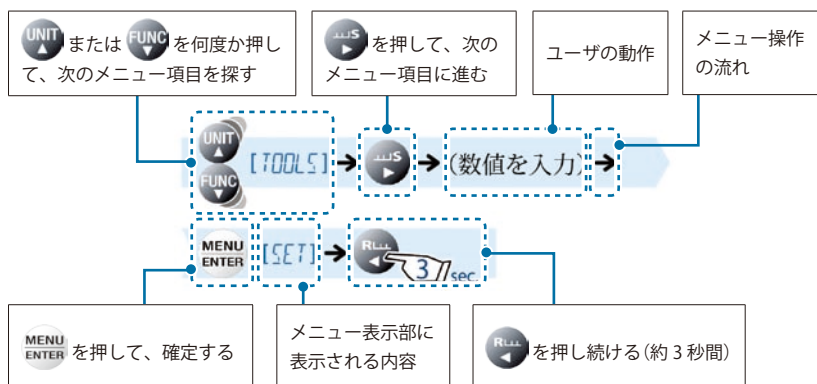 UNIT または FUNC を何度か押し
て、次のメニュー項目を探す
S を押して、次の
メニュー項目に進む
ユーザの動作
メニュー操作
の流れ
UNIT
FUNC
[TOOLS] → S → (数値を入力) →
MENU
ENTER
[SET] → R
3 sec
MENU
ENTER を押して、確定する
メニュー表示部に
表示される内容
R を押し続ける(約 3 秒間)